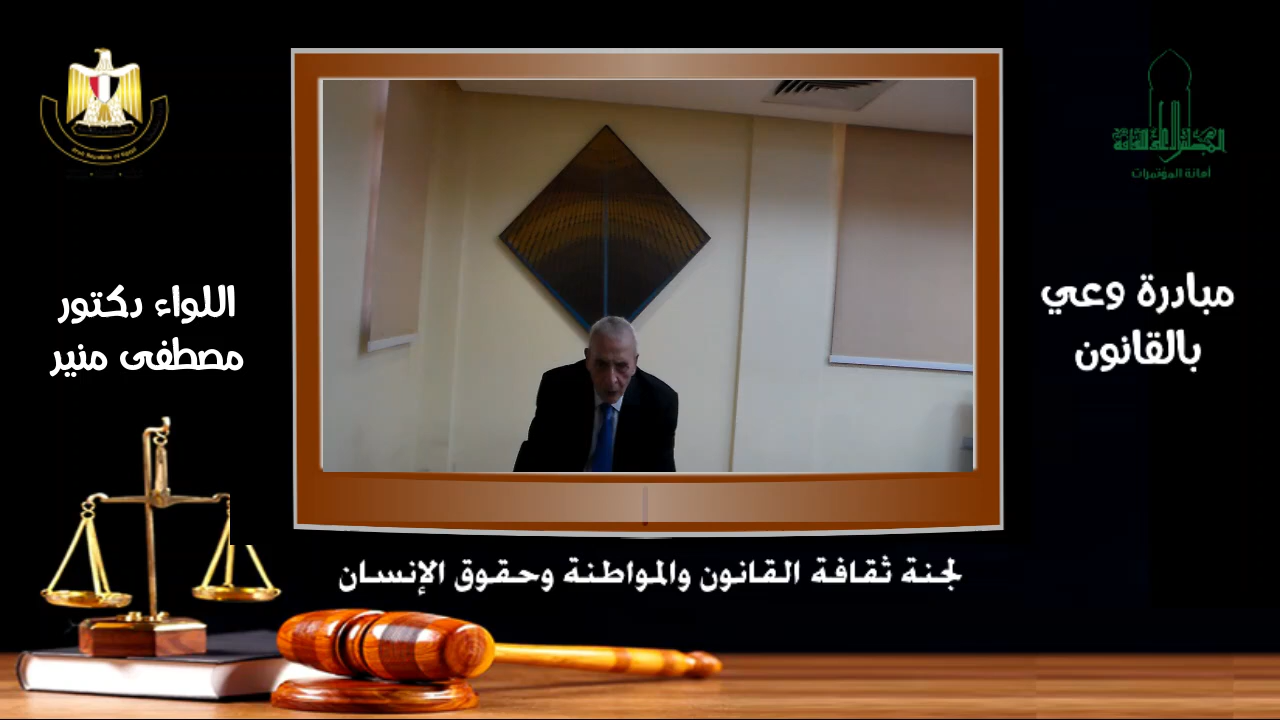 المجلس الأعلى للثقافة
أمانة المؤتمرات
مبادرة وعي
بالقانون
اللواء دكتور
مصطفى منير
لجنة ثقافة القانون والمواطنة وحقوق الإنسان